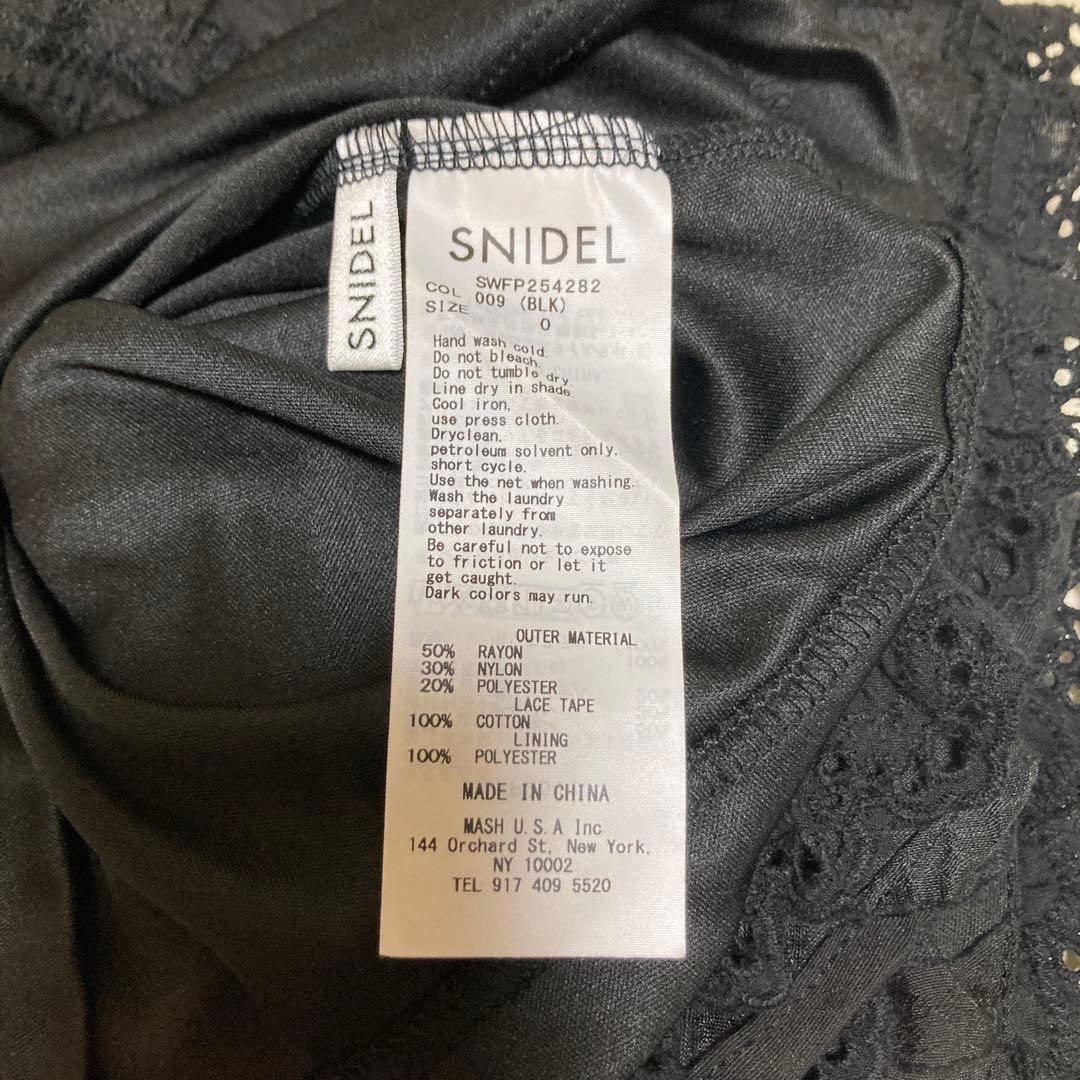 SNIDEL
SNIDEL
SWFP254282
COL 009 (BLK)
SIZE 0
Hand wash cold.
Do not bleach.
Do not tumble dry.
Line dry in shade.
Cool iron,
use press cloth.
Dryclean,
petroleum solvent only.
short cycle.
Use the net when washing.
Wash the laundry
separately from
other laundry.
Be careful not to expose
to friction or let it
get caught.
Dark colors may run.
OUTER MATERIAL
50% RAYON
30% NYLON
20% POLYESTER
LACE TAPE
100% COTTON
LINING
100% POLYESTER
MADE IN CHINA
MASH U.S.A Inc
144 Orchard St, New York,
NY 10002
TEL 917 409 5520